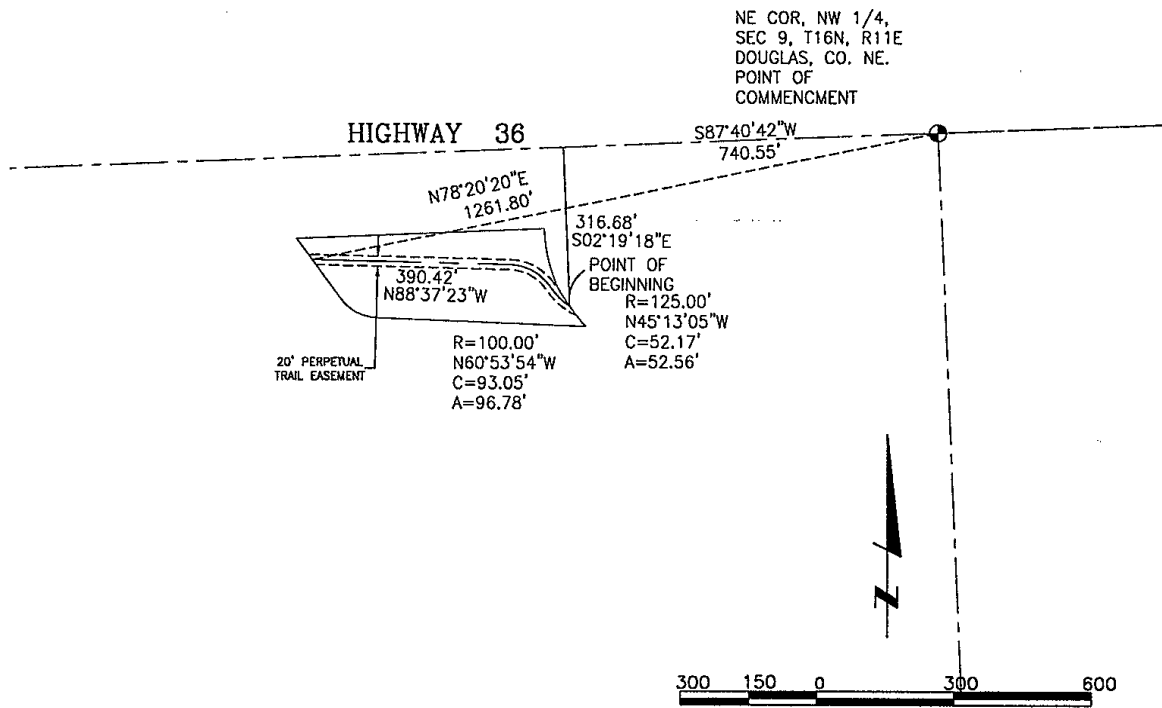 NE COR, NW 1/4,
SEC 9, T16N, R11E
DOUGLAS, CO. NE.
POINT OF
COMMENCMENT
HIGHWAY 36
S87°40'42"W
740.55'
N78°20'20"E
1261.80'
316.68'
S02°19'18"E
POINT OF
BEGINNING
390.42'
N88°37'23"W
R=125.00'
N45°13'05"W
C=52.17'
A=52.56'
R=100.00'
N60°53'54"W
C=93.05'
A=96.78'
20' PERPETUAL
TRAIL EASEMENT
N
300 150 0 300 600